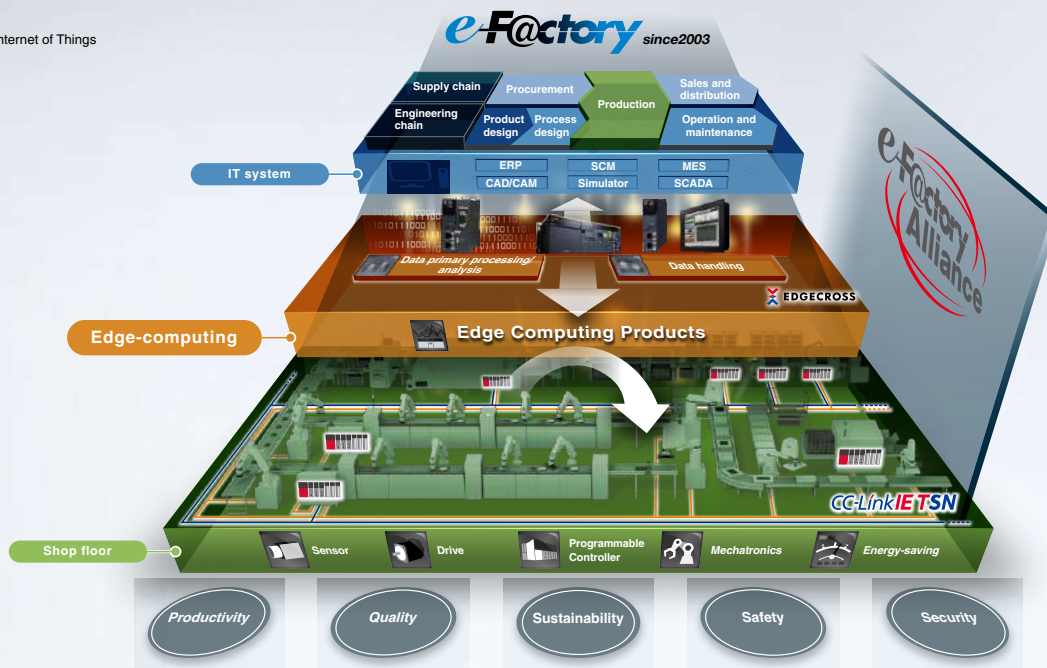 nternet of Things
e-F@ctory since2003
Supply chain
Procurement
Production
Sales and
distribution
Engineering
chain
Product
design
Process
design
Operation and
maintenance
IT system
ERP
SCM
MES
CAD/CAM
Simulator
SCADA
Data primary processing/
analysis
Data handling
EDGECROSS
Edge-computing
Edge Computing Products
e-F@ctory
Alliance
CC-Link IE TSN
Shop floor
Sensor
Drive
Programmable
Controller
Mechatronics
Energy-saving
Productivity
Quality
Sustainability
Safety
Security